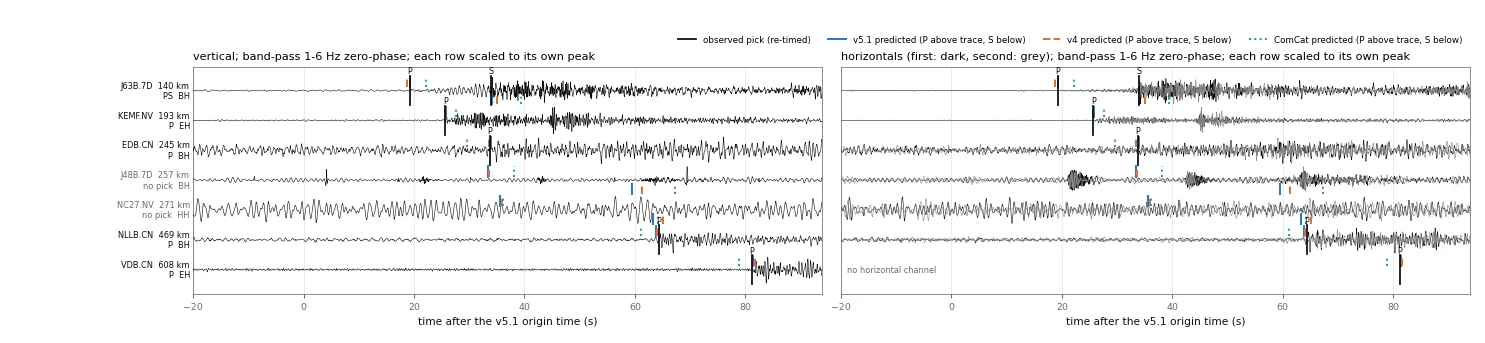 observed pick (re-timed) v5.1 predicted (P above trace, S below) v4 predicted (P above trace, S below) ComCat predicted (P above trace, S below)
vertical; band-pass 1-6 Hz zero-phase; each row scaled to its own peak
horizontals (first: dark, second: grey); band-pass 1-6 Hz zero-phase; each row scaled to its own peak
P S P S
J63B.7D 140 km
PS BH
P P
KEMF.NV 193 km
P EH
P P
EDB.CN 245 km
P BH
J48B.7D 257 km
no pick BH
NC27.NV 271 km
no pick HH
P P
NLLB.CN 469 km
P BH
P P
VDB.CN 608 km
P EH
no horizontal channel
−20 0 20 40 60 80
−20 0 20 40 60 80
time after the v5.1 origin time (s)
time after the v5.1 origin time (s)